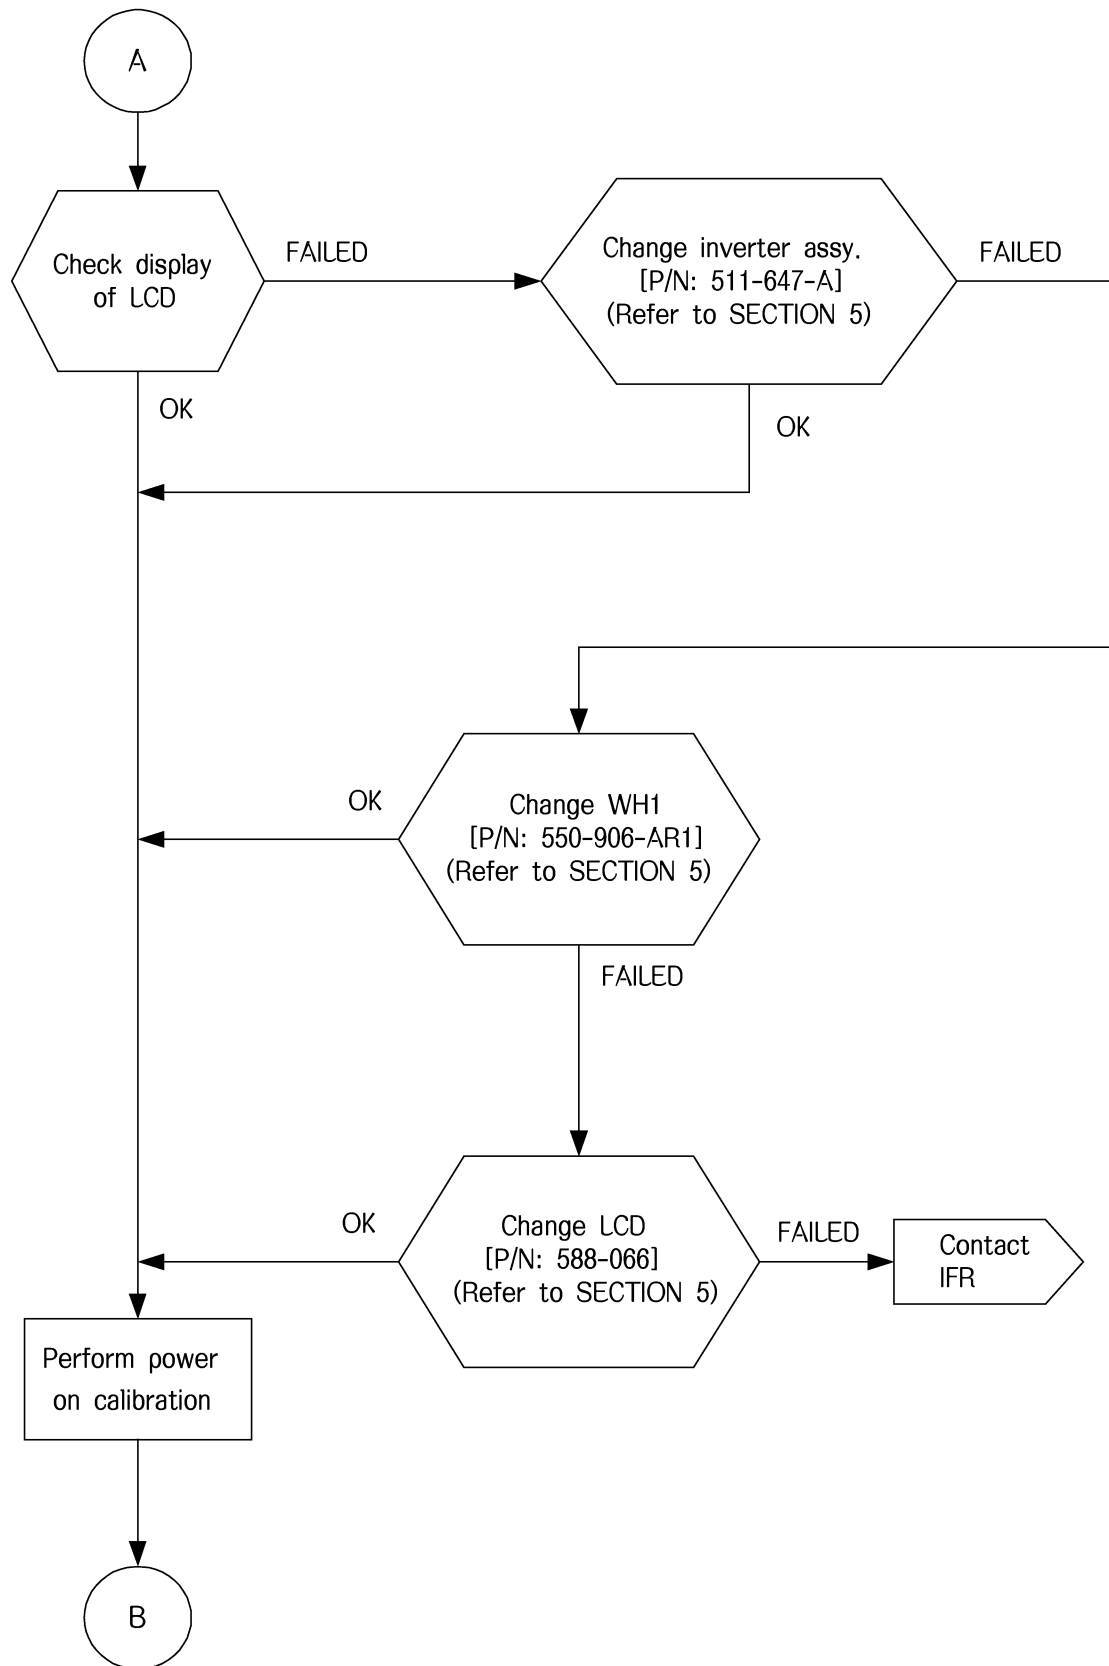 A
Check display
of LCD
FAILED
Change inverter assy.
[P/N: 511-647-A]
(Refer to SECTION 5)
FAILED
OK
OK
OK
Change WH1
[P/N: 550-906-AR1]
(Refer to SECTION 5)
FAILED
OK
Change LCD
[P/N: 588-066]
(Refer to SECTION 5)
FAILED
Contact
IFR
Perform power
on calibration
B